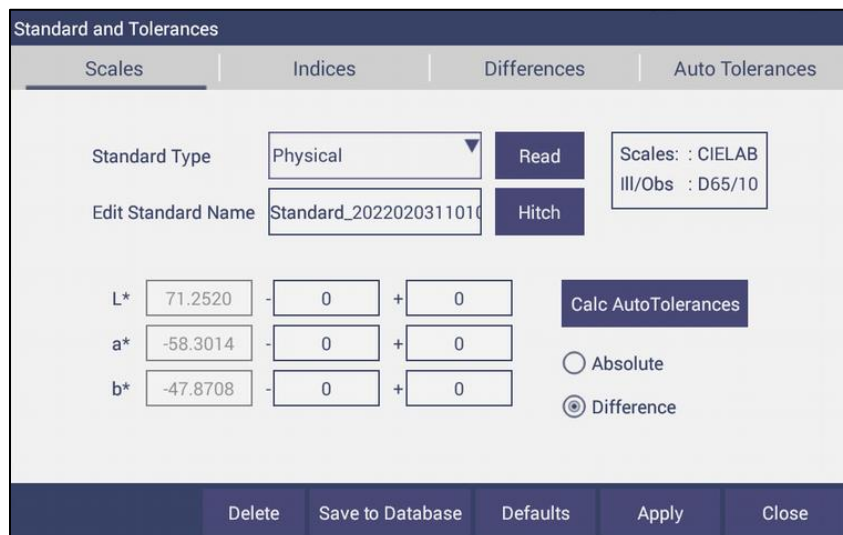 Standard and Tolerances
Scales Indices Differences Auto Tolerances
Standard Type Physical Read
Scales: : CIELAB
Ill/Obs : D65/10
Edit Standard Name Standard_2022020311010 Hitch
L* 71.2520 - 0 + 0
Calc AutoTolerances
a* -58.3014 - 0 + 0
Absolute
b* -47.8708 - 0 + 0
Difference
Delete Save to Database Defaults Apply Close